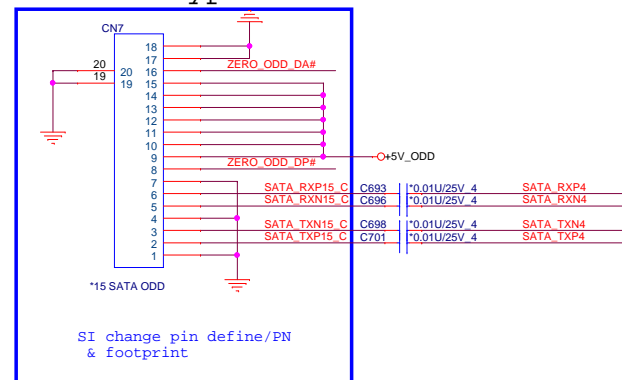 CN7
18
17
16 ZERO_ODD_DA#
20 20
19 19
15
14
13
12
11
10
9 +5V_ODD
8 ZERO_ODD_DP#
7
6 SATA_RXP15_C C693 *0.01U/25V_4 SATA_RXP4
5 SATA_RXN15_C C696 *0.01U/25V_4 SATA_RXN4
4
3 SATA_TXN15_C C698 *0.01U/25V_4 SATA_TXN4
2 SATA_TXP15_C C701 *0.01U/25V_4 SATA_TXP4
1
*15 SATA ODD
SI change pin define/PN
& footprint